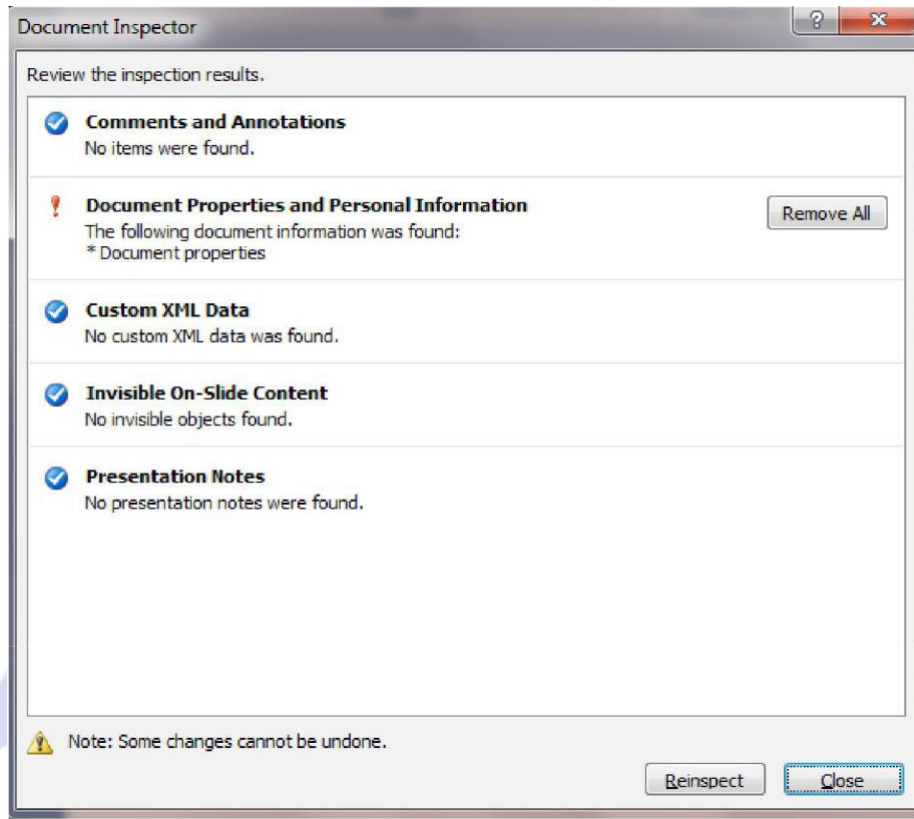 Document Inspector
Review the inspection results.
Comments and Annotations
No items were found.
Document Properties and Personal Information
Remove All
The following document information was found:
* Document properties
Custom XML Data
No custom XML data was found.
Invisible On-Slide Content
No invisible objects found.
Presentation Notes
No presentation notes were found.
Note: Some changes cannot be undone.
Reinspect
Close